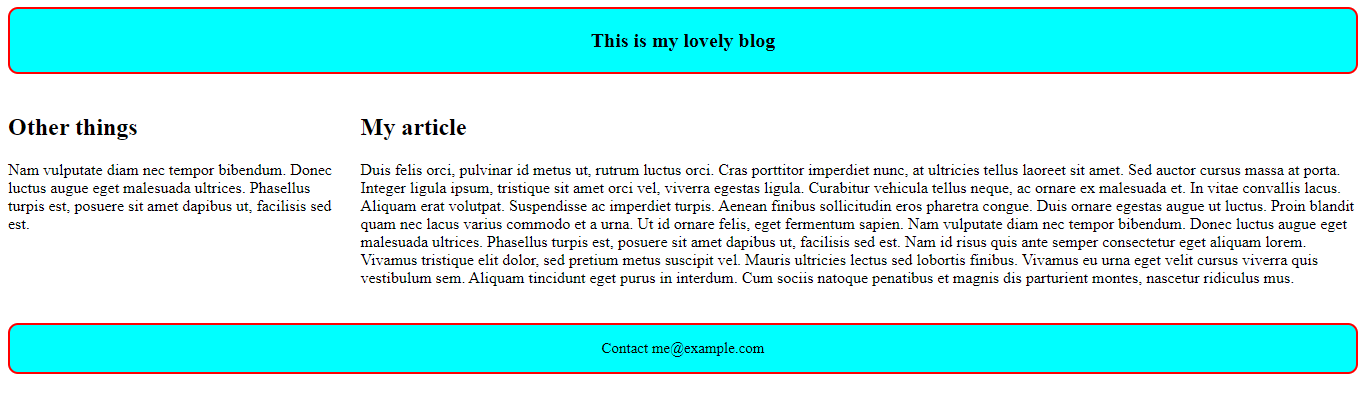 This is my lovely blog
Other things
Nam vulputate diam nec tempor bibendum. Donec
luctus augue eget malesuada ultrices. Phasellus
turpis est, posuere sit amet dapibus ut, facilisis sed
est.
My article
Duis felis orci, pulvinar id metus ut, rutrum luctus orci. Cras porttitor imperdiet nunc, at ultricies tellus laoreet sit amet. Sed auctor cursus massa at porta.
Integer ligula ipsum, tristique sit amet orci vel, viverra egestas ligula. Curabitur vehicula tellus neque, ac ornare ex malesuada et. In vitae convallis lacus.
Aliquam erat volutpat. Suspendisse ac imperdiet turpis. Aenean finibus sollicitudin eros pharetra congue. Duis ornare egestas augue ut luctus. Proin blandit
quam nec lacus varius commodo et a urna. Ut id ornare felis, eget fermentum sapien. Nam vulputate diam nec tempor bibendum. Donec luctus augue eget
malesuada ultrices. Phasellus turpis est, posuere sit amet dapibus ut, facilisis sed est. Nam id risus quis ante semper consectetur eget aliquam lorem.
Vivamus tristique elit dolor, sed pretium metus suscipit vel. Mauris ultricies lectus sed lobortis finibus. Vivamus eu urna eget velit cursus viverra quis
vestibulum sem. Aliquam tincidunt eget purus in interdum. Cum sociis natoque penatibus et magnis dis parturient montes, nascetur ridiculus mus.
Contact me@example.com